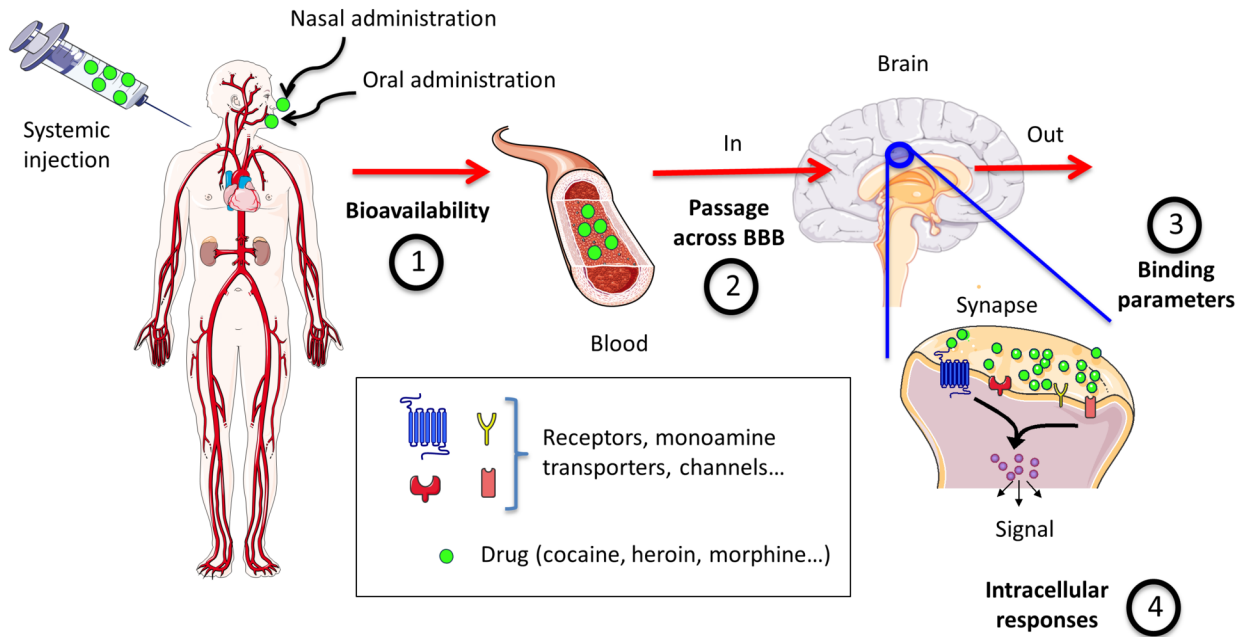 Nasal administration
Oral administration
Systemic
injection
Bioavailability
1
Blood
In
Passage
across BBB
2
Brain
Out
3
Binding
parameters
Synapse
Signal
Intracellular
responses
4
Receptors, monoamine
transporters, channels...
Drug (cocaine, heroin, morphine...)